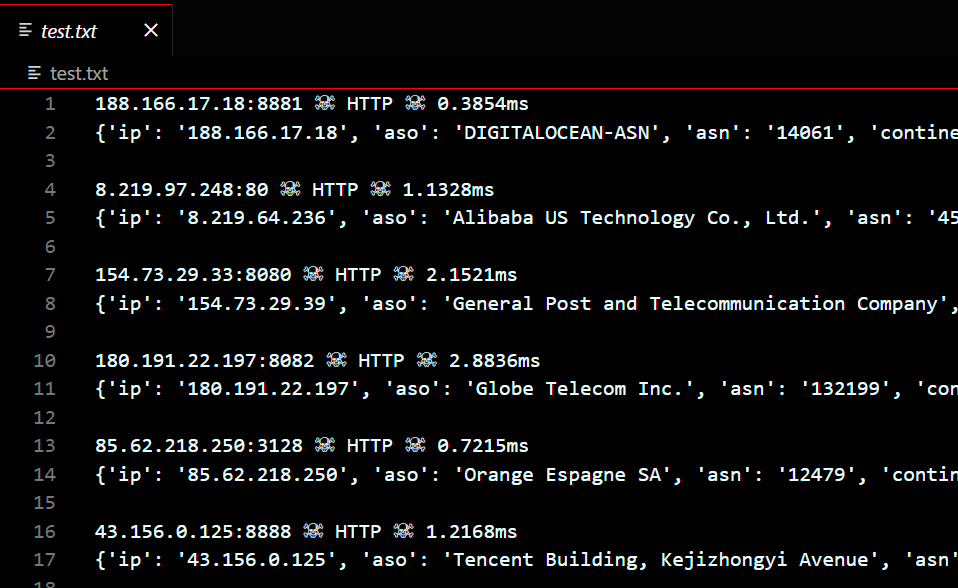 test.txt
test.txt
1 188.166.17.18:8881 ☠ HTTP ☠ 0.3854ms
2 {'ip': '188.166.17.18', 'aso': 'DIGITALOCEAN-ASN', 'asn': '14061', 'contine
3
4 8.219.97.248:80 ☠ HTTP ☠ 1.1328ms
5 {'ip': '8.219.64.236', 'aso': 'Alibaba US Technology Co., Ltd.', 'asn': '45
6
7 154.73.29.33:8080 ☠ HTTP ☠ 2.1521ms
8 {'ip': '154.73.29.39', 'aso': 'General Post and Telecommunication Company',
9
10 180.191.22.197:8082 ☠ HTTP ☠ 2.8836ms
11 {'ip': '180.191.22.197', 'aso': 'Globe Telecom Inc.', 'asn': '132199', 'con
12
13 85.62.218.250:3128 ☠ HTTP ☠ 0.7215ms
14 {'ip': '85.62.218.250', 'aso': 'Orange Espagne SA', 'asn': '12479', 'contin
15
16 43.156.0.125:8888 ☠ HTTP ☠ 1.2168ms
17 {'ip': '43.156.0.125', 'aso': 'Tencent Building, Kejizhongyi Avenue', 'asn'
18